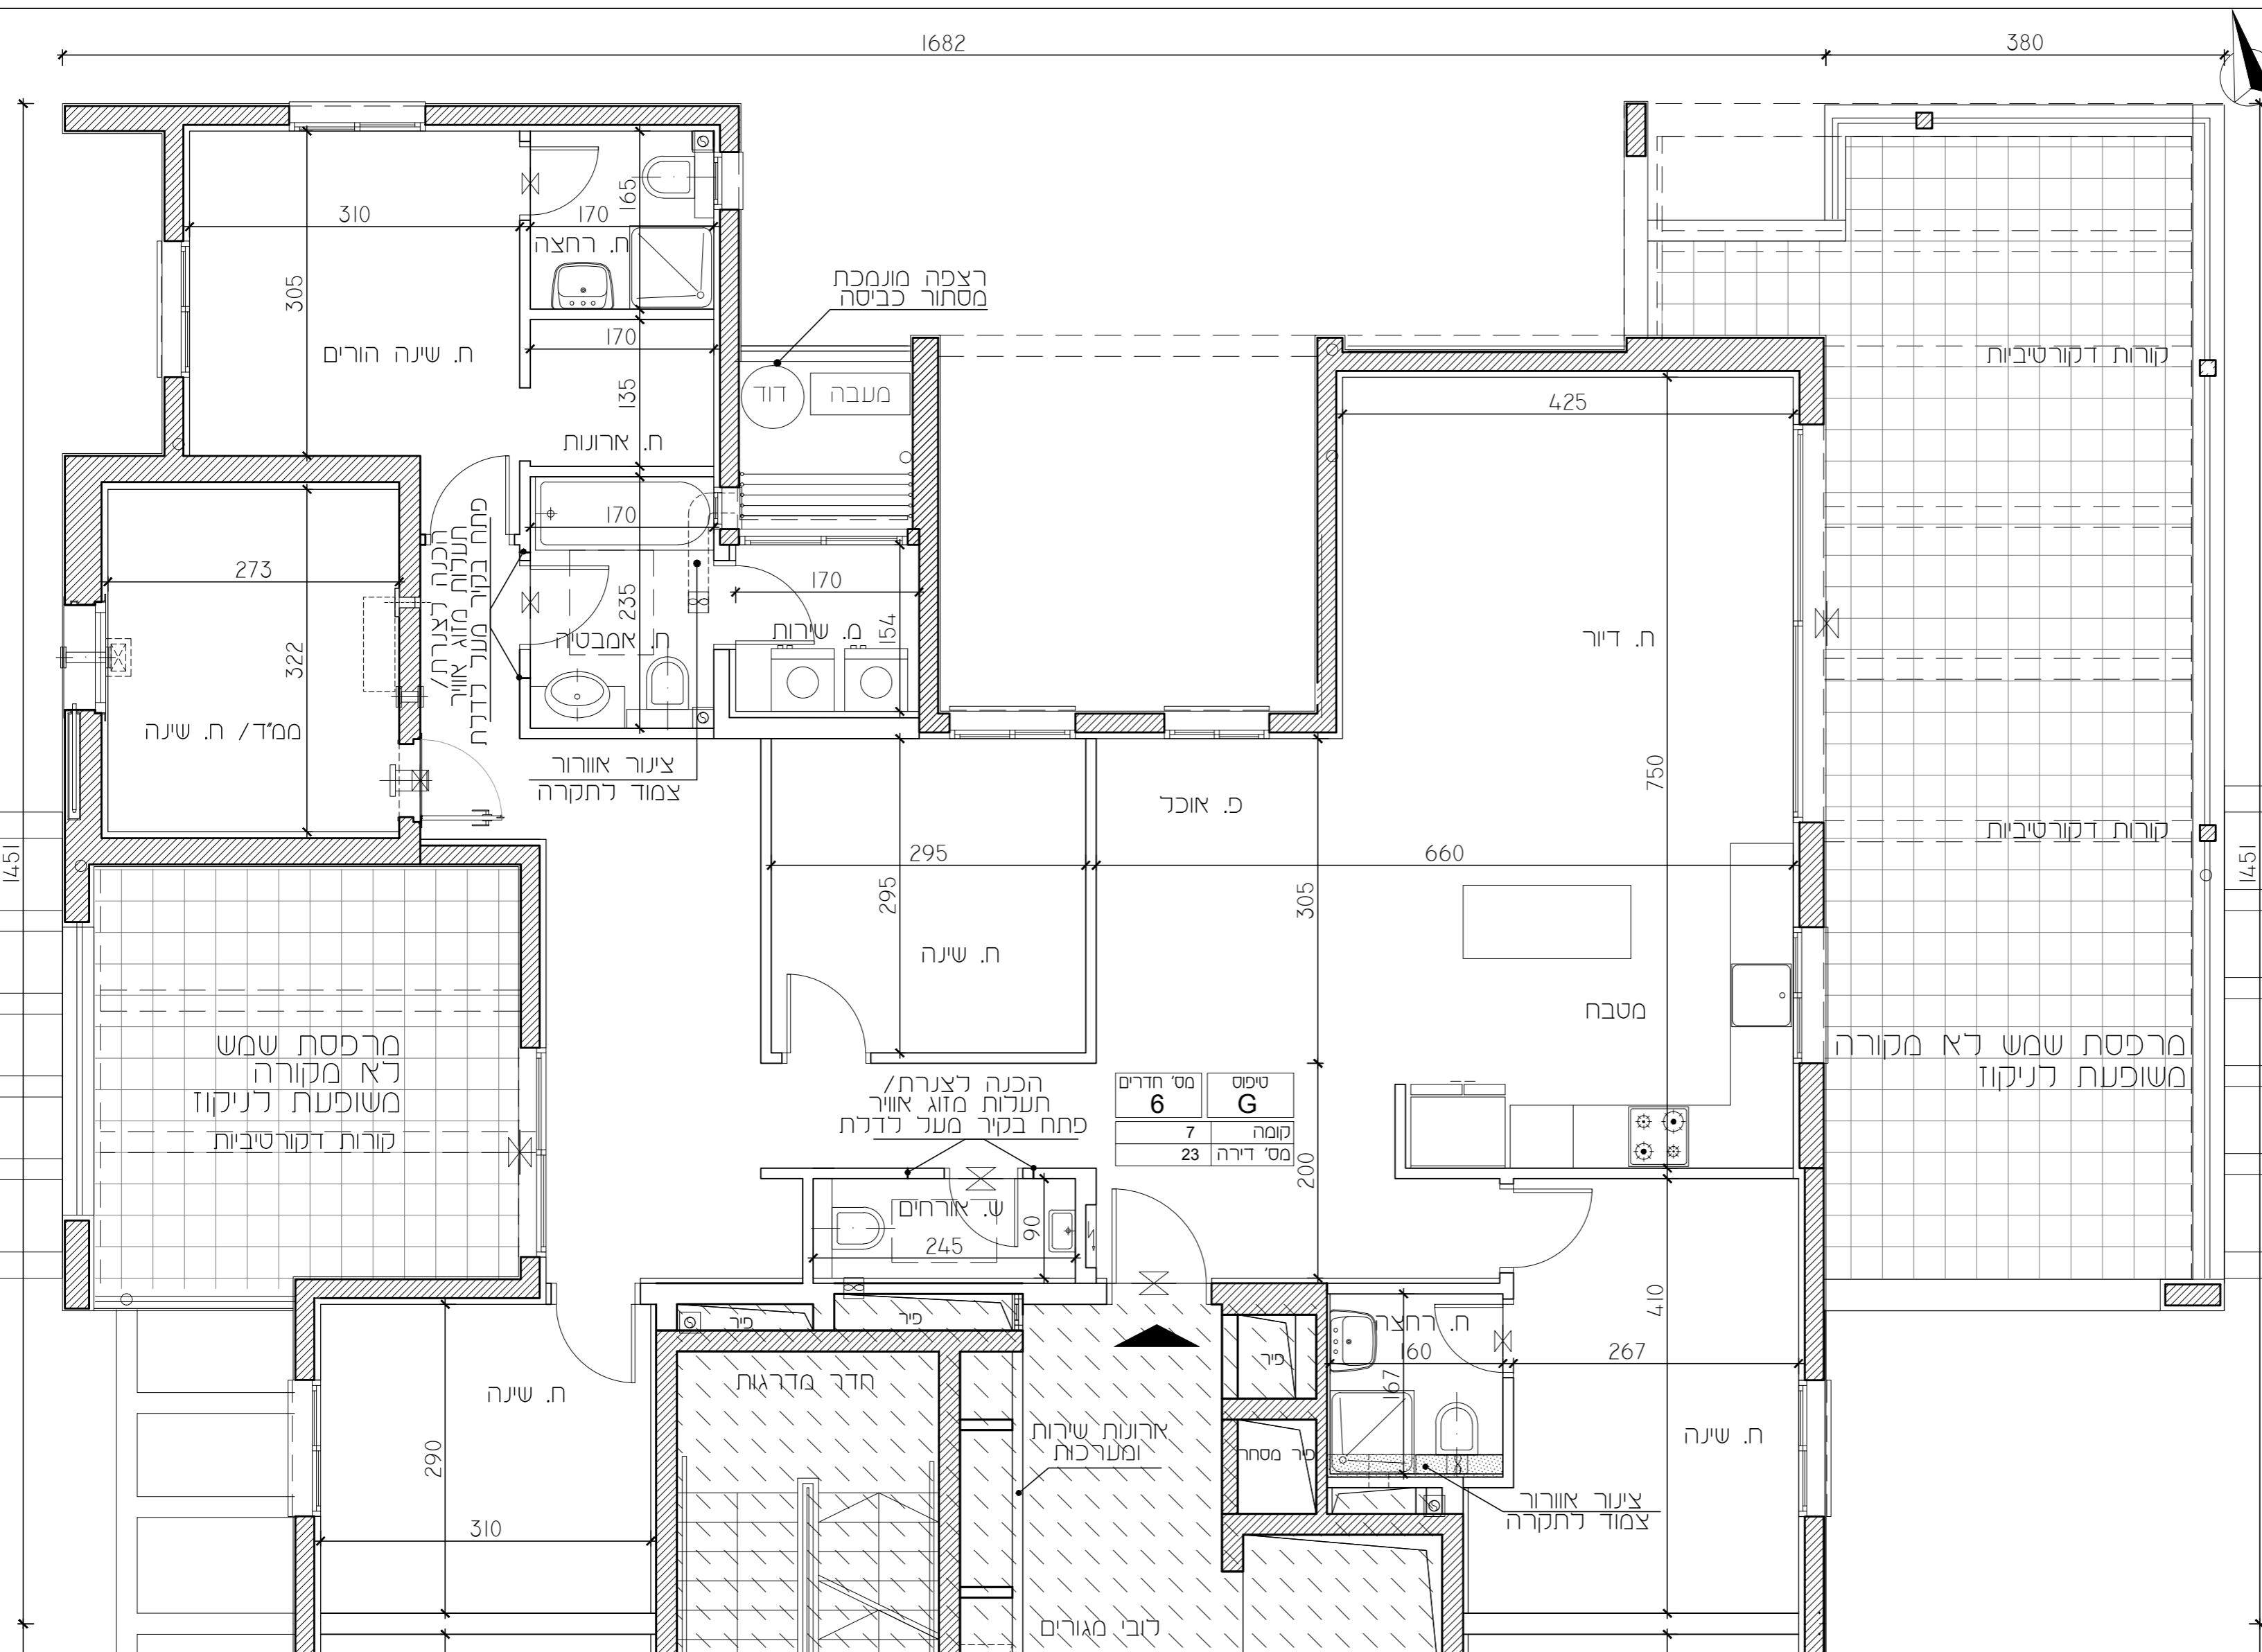 1682
380
1451
1451
310
170
165
ח. רחצה
305
ח. שינה הורים
170
135
ח. ארונות
רצפה מונמכת
מסתור כביסה
דוד
מעבה
425
קורות דקורטיביות
הכנה לצנרת/
תעלות מזוג אוויר
פתח בקיר מעל לדלת
170
235
ח. אמבטיה
170
154
מ. שירות
273
322
ממ"ד/ ח. שינה
ח. דיור
750
צינור אוורור
צמוד לתקרה
פ. אוכל
קורות דקורטיביות
295
295
ח. שינה
660
305
מטבח
מרפסת שמש
לא מקורה
משופעת לניקוז
קורות דקורטיביות
מרפסת שמש לא מקורה
משופעת לניקוז
הכנה לצנרת/
תעלות מזוג אוויר
פתח בקיר מעל לדלת
טיפוס
G
מס' חדרים
6
קומה 7
מס' דירה 23
200
ש. אורחים
90
245
פיר
פיר
פיר
פיר מסחר
חדר מדרגות
ארונות שירות
ומערכות
לובי מגורים
ח. שינה
290
310
ח. רחצה
160
167
267
410
ח. שינה
צינור אוורור
צמוד לתקרה